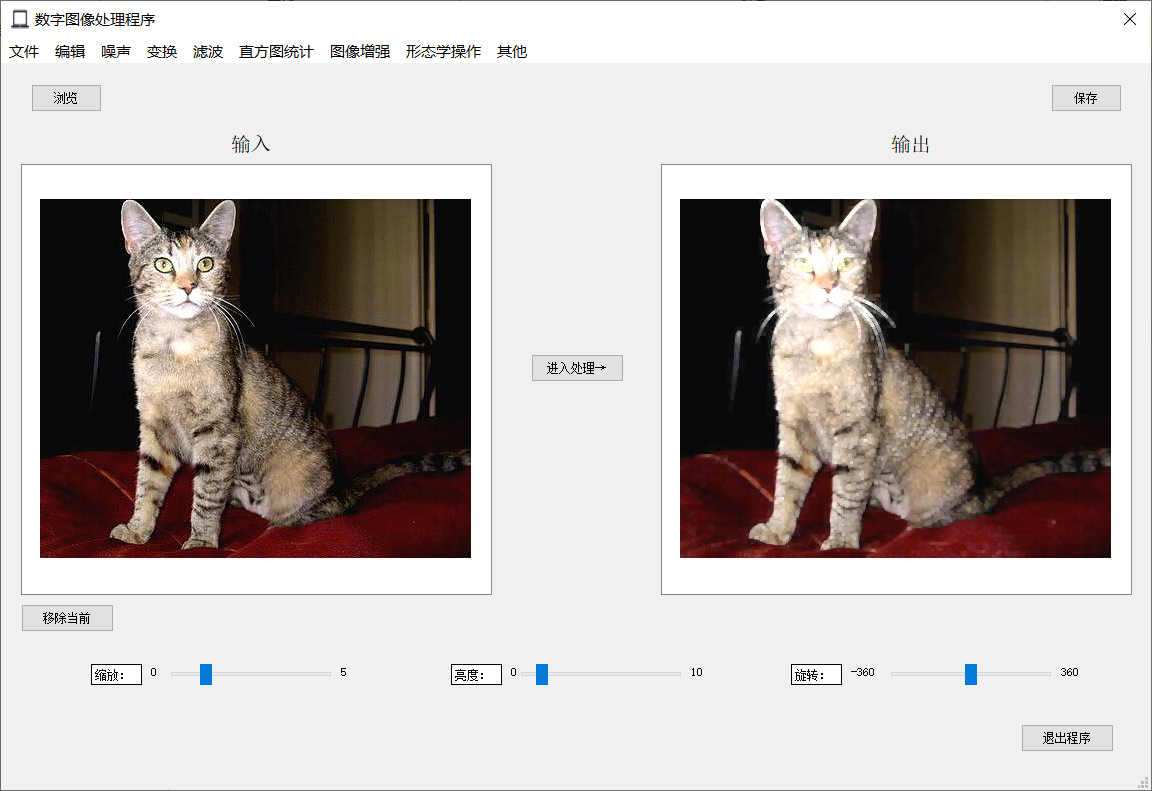 数字图像处理程序
文件 编辑 噪声 变换 滤波 直方图统计 图像增强 形态学操作 其他
浏览 保存
输入 输出
进入处理→
移除当前
缩放: 0 5 亮度: 0 10 旋转: -360 360
退出程序